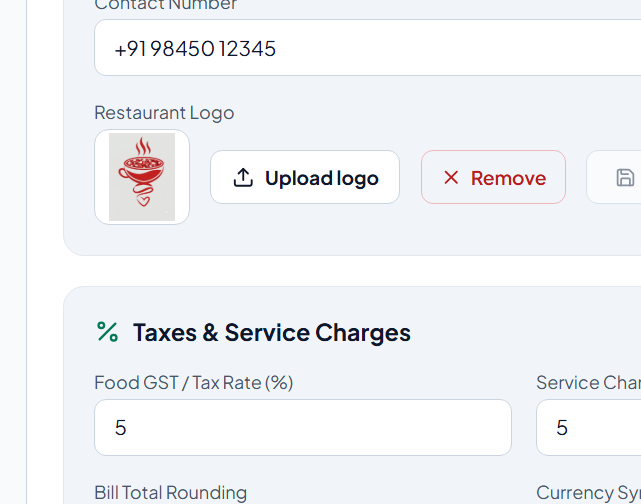 Contact Number
+91 98450 12345
Restaurant Logo
Upload logo
Remove
Taxes & Service Charges
Food GST / Tax Rate (%)
Service Char
5
5
Bill Total Rounding
Currency Sy